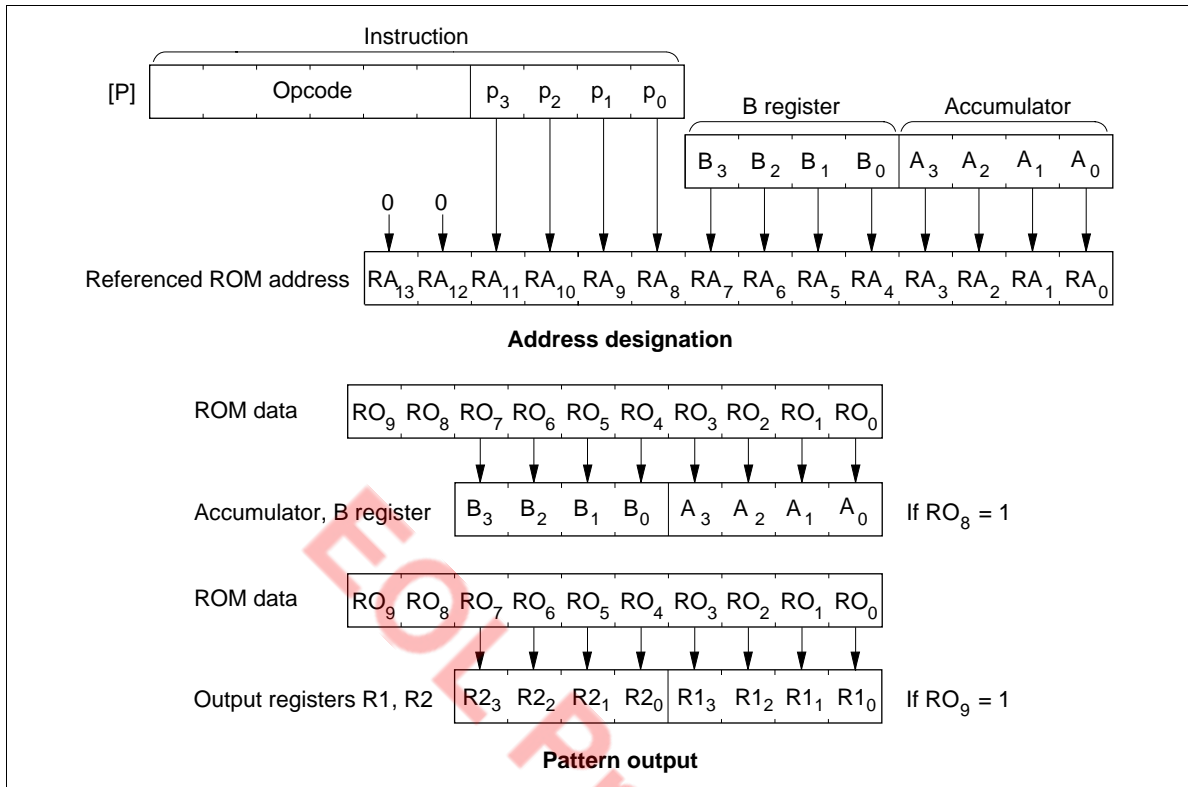 Instruction
[P] Opcode p3 p2 p1 p0
B register Accumulator
B3 B2 B1 B0 A3 A2 A1 A0
0 0
Referenced ROM address RA13 RA12 RA11 RA10 RA9 RA8 RA7 RA6 RA5 RA4 RA3 RA2 RA1 RA0
Address designation
ROM data RO9 RO8 RO7 RO6 RO5 RO4 RO3 RO2 RO1 RO0
Accumulator, B register B3 B2 B1 B0 A3 A2 A1 A0 If RO8 = 1
ROM data RO9 RO8 RO7 RO6 RO5 RO4 RO3 RO2 RO1 RO0
Output registers R1, R2 R23 R22 R21 R20 R13 R12 R11 R10 If RO9 = 1
Pattern output
EOL